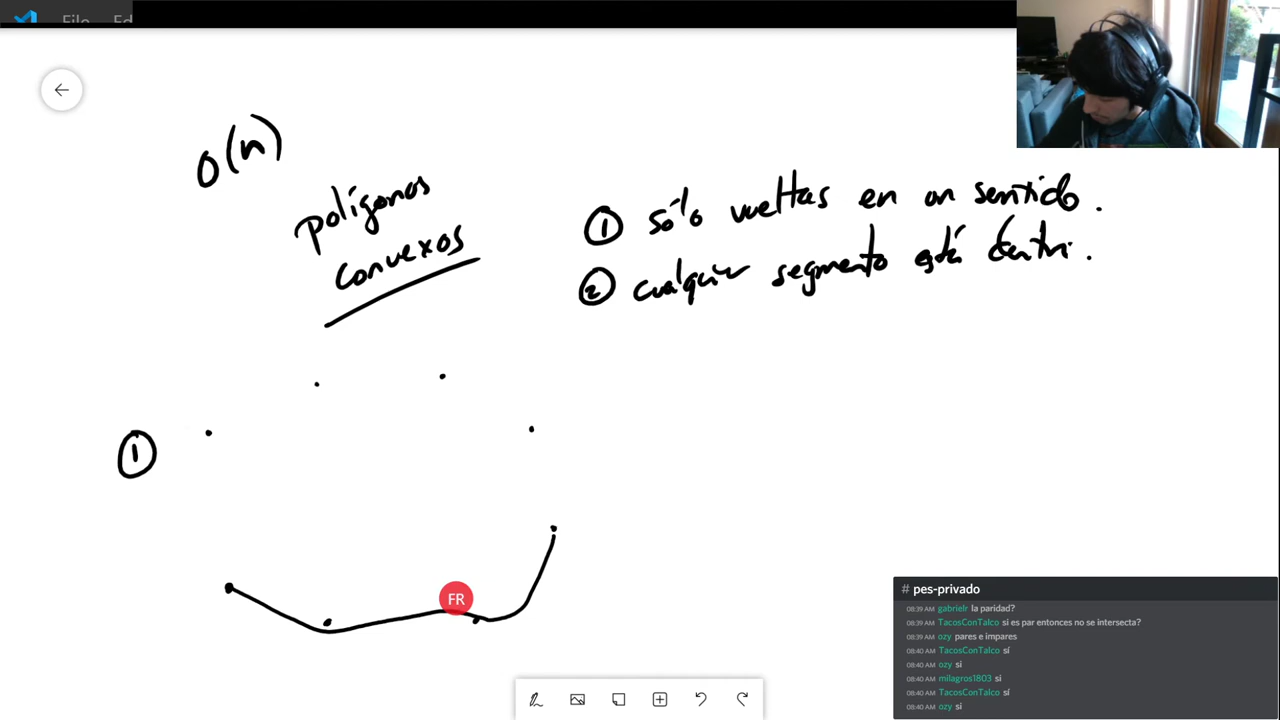 File Ed
O(n)
polígonos
convexos
① sólo vueltas en un sentido.
② cualquier segmento está dentro.
①
FR
# pes-privado
08:39 AM gabrielr la paridad?
08:39 AM TacosConTalco si es par entonces no se intersecta?
08:39 AM ozy pares e impares
08:40 AM TacosConTalco sí
08:40 AM ozy si
08:40 AM milagros1803 si
08:40 AM TacosConTalco sí
08:40 AM ozy si